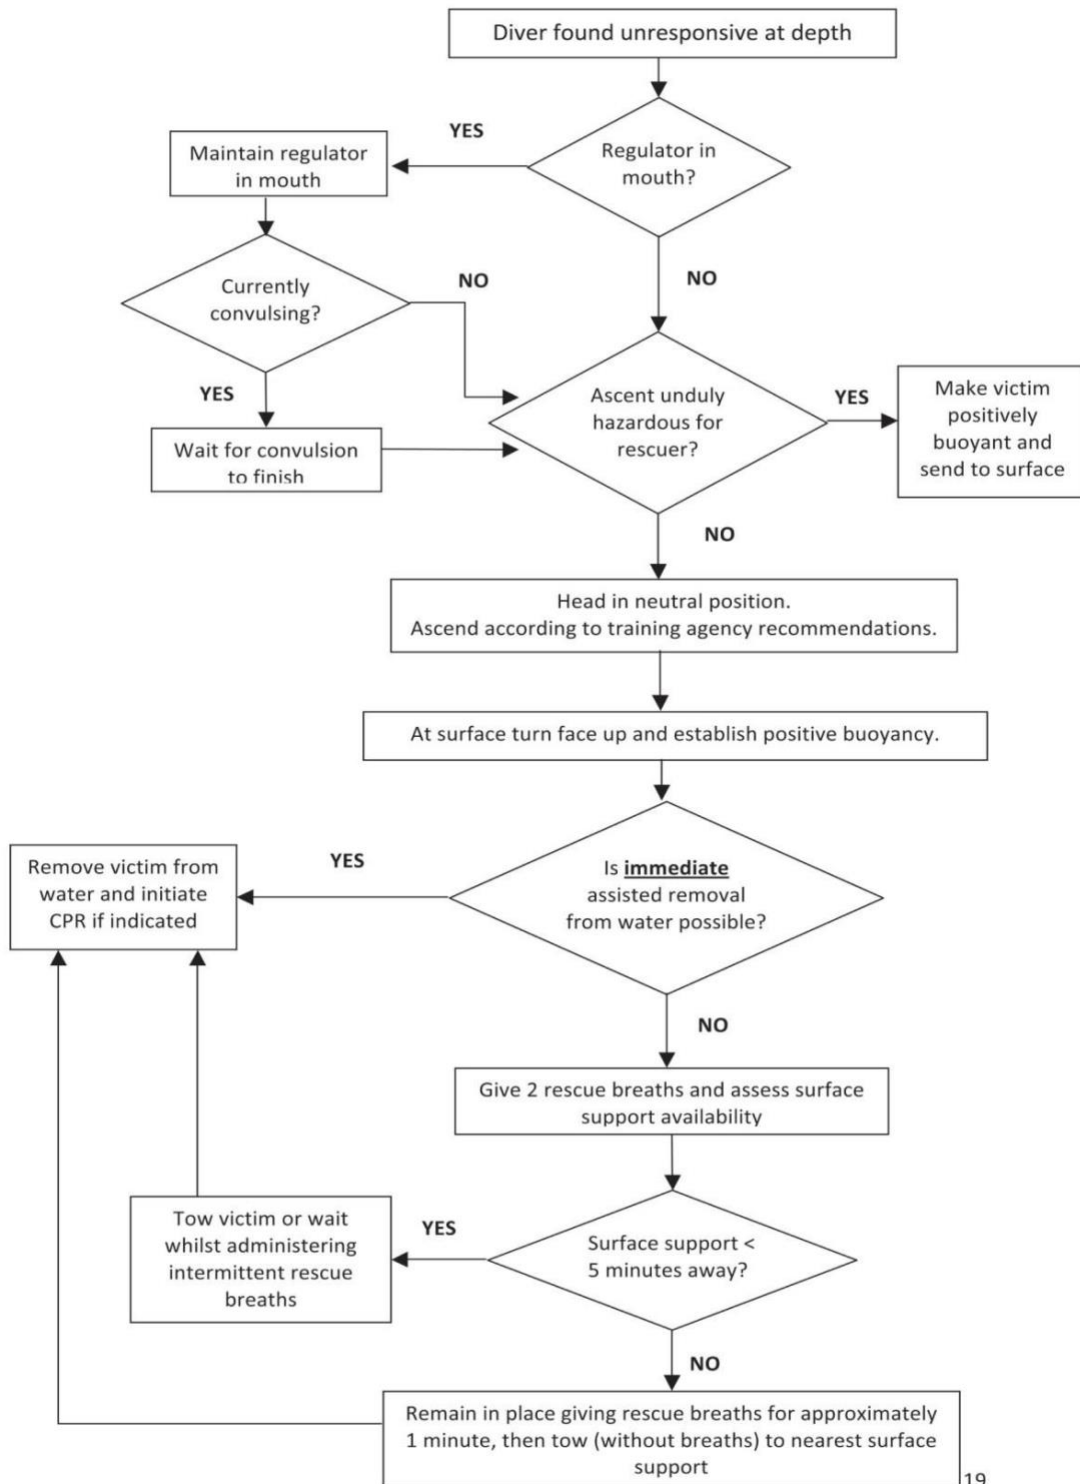 Diver found unresponsive at depth
YES
Maintain regulator
in mouth
Regulator in
mouth?
NO
Currently
convulsing?
NO
YES
Wait for convulsion
to finish
Ascent unduly
hazardous for
rescuer?
YES
Make victim
positively
buoyant and
send to surface
NO
Head in neutral position.
Ascend according to training agency recommendations.
At surface turn face up and establish positive buoyancy.
Remove victim from
water and initiate
CPR if indicated
YES
Is immediate
assisted removal
from water possible?
NO
Give 2 rescue breaths and assess surface
support availability
Tow victim or wait
whilst administering
intermittent rescue
breaths
YES
Surface support <
5 minutes away?
NO
Remain in place giving rescue breaths for approximately
1 minute, then tow (without breaths) to nearest surface
support
19